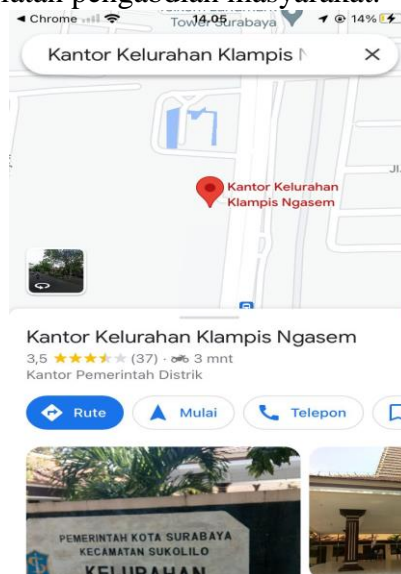 ◂ Chrome
14.05
14%
Tower Surabaya
Kantor Kelurahan Klampis N
Kantor Kelurahan
Klampis Ngasem
Kantor Kelurahan Klampis Ngasem
3,5 (37) · 3 mnt
Kantor Pemerintah Distrik
Rute
Mulai
Telepon
PEMERINTAH KOTA SURABAYA
KECAMATAN SUKOLILO
KELURAHAN